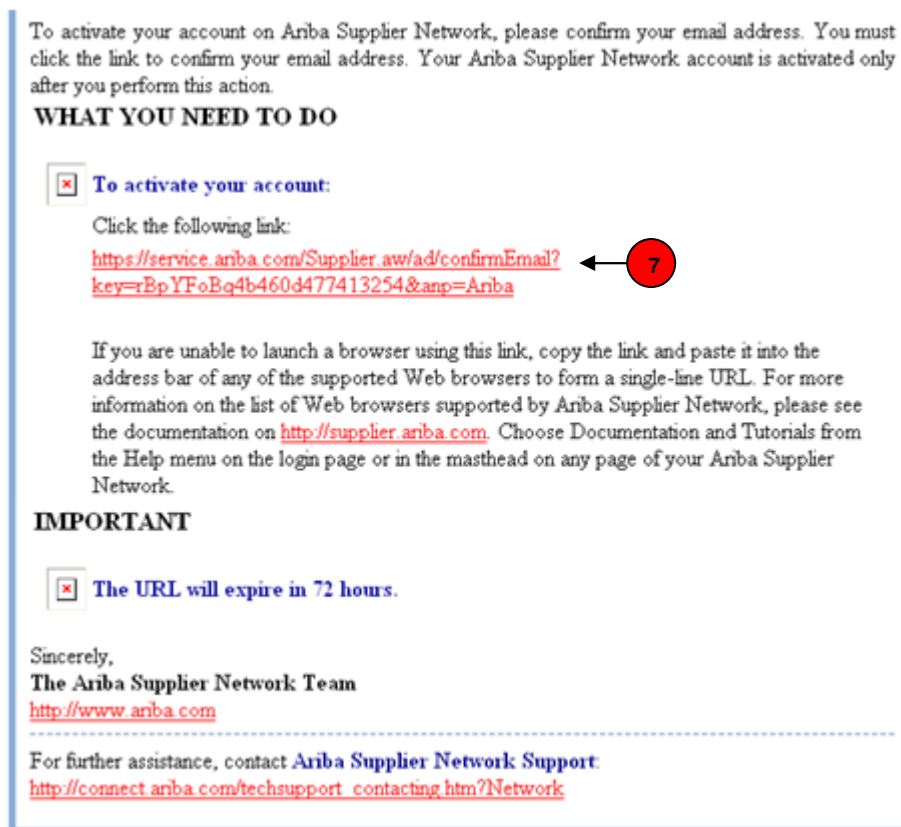 To activate your account on Ariba Supplier Network, please confirm your email address. You must
click the link to confirm your email address. Your Ariba Supplier Network account is activated only
after you perform this action.
WHAT YOU NEED TO DO
To activate your account:
Click the following link:
https://service.ariba.com/Supplier.aw/ad/confirmEmail?
7
key=rBpYFoBq4b460d477413254&anp=Ariba
If you are unable to launch a browser using this link, copy the link and paste it into the
address bar of any of the supported Web browsers to form a single-line URL. For more
information on the list of Web browsers supported by Ariba Supplier Network, please see
the documentation on http://supplier.ariba.com. Choose Documentation and Tutorials from
the Help menu on the login page or in the masthead on any page of your Ariba Supplier
Network.
IMPORTANT
The URL will expire in 72 hours.
Sincerely,
The Ariba Supplier Network Team
http://www.ariba.com
For further assistance, contact Ariba Supplier Network Support:
http://connect.ariba.com/techsupport_contacting.htm?Network